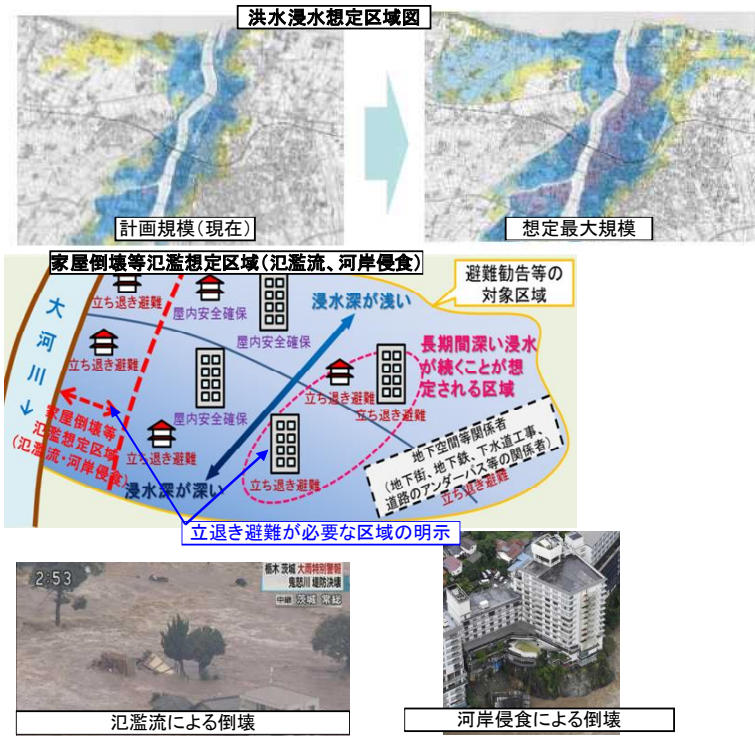 洪水浸水想定区域図
計画規模(現在)
想定最大規模
家屋倒壊等氾濫想定区域(氾濫流、河岸侵食)
避難勧告等の
対象区域
大河川
立ち退き避難
屋内安全確保
屋内安全確保
浸水深が浅い
立ち退き避難
長期間深い浸水
が続くことが想
定される区域
屋内安全確保
立ち退き避難
立ち退き避難
家屋倒壊等
氾濫想定区域
(氾濫流・河岸侵食)
立ち退き避難
立ち退き避難
浸水深が深い
地下空間等関係者
(地下街、地下鉄、下水道工事、
道路のアンダーパス等の関係者)
立ち退き避難
立退き避難が必要な区域の明示
2:53
栃木 茨城 大雨特別警報
鬼怒川 堤防決壊
中継 茨城 常総
氾濫流による倒壊
河岸侵食による倒壊